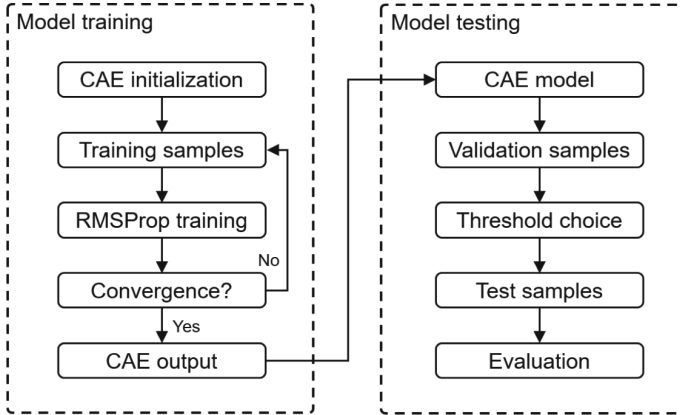 Model training
CAE initialization
Training samples
RMSProp training
No
Convergence?
Yes
CAE output
Model testing
CAE model
Validation samples
Threshold choice
Test samples
Evaluation